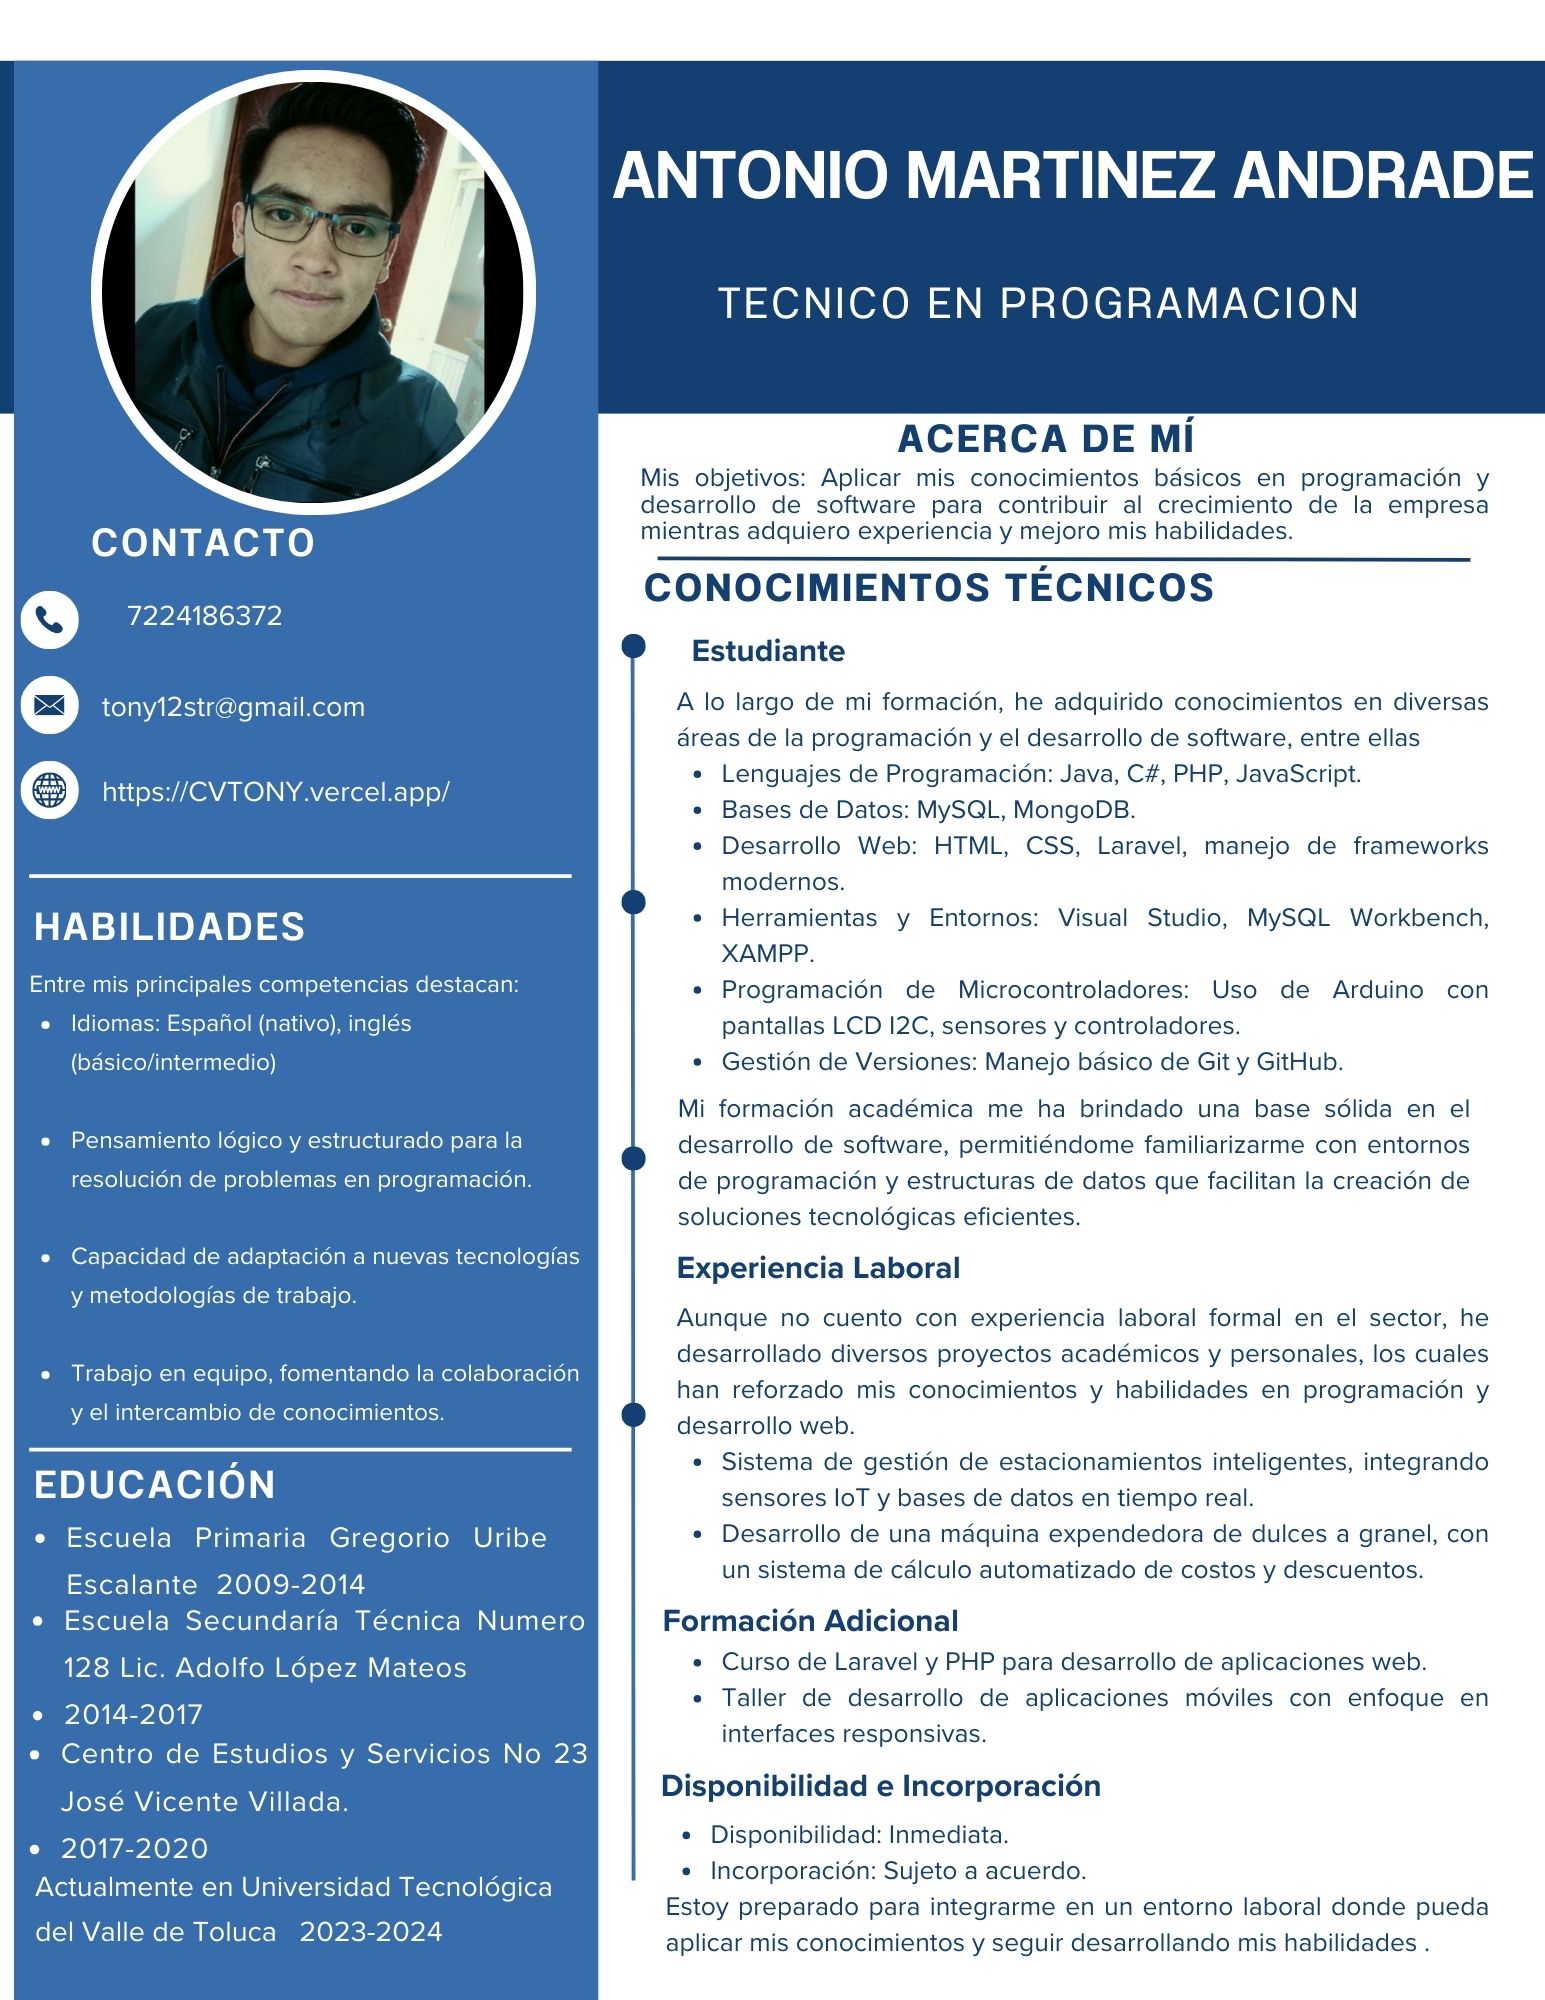 ANTONIO MARTINEZ ANDRADE
TECNICO EN PROGRAMACION
CONTACTO
7224186372
tony12str@gmail.com
WWW
https://CVTONY.vercel.app/
HABILIDADES
Entre mis principales competencias destacan:
• Idiomas: Español (nativo), inglés
(básico/intermedio)
• Pensamiento lógico y estructurado para la
resolución de problemas en programación.
• Capacidad de adaptación a nuevas tecnologías
y metodologías de trabajo.
• Trabajo en equipo, fomentando la colaboración
y el intercambio de conocimientos.
EDUCACIÓN
• Escuela Primaria Gregorio Uribe
Escalante 2009-2014
• Escuela Secundaría Técnica Numero
128 Lic. Adolfo López Mateos
• 2014-2017
• Centro de Estudios y Servicios No 23
José Vicente Villada.
• 2017-2020
Actualmente en Universidad Tecnológica
del Valle de Toluca 2023-2024
ACERCA DE MÍ
Mis objetivos: Aplicar mis conocimientos básicos en programación y
desarrollo de software para contribuir al crecimiento de la empresa
mientras adquiero experiencia y mejoro mis habilidades.
CONOCIMIENTOS TÉCNICOS
Estudiante
A lo largo de mi formación, he adquirido conocimientos en diversas
áreas de la programación y el desarrollo de software, entre ellas
• Lenguajes de Programación: Java, C#, PHP, JavaScript.
• Bases de Datos: MySQL, MongoDB.
• Desarrollo Web: HTML, CSS, Laravel, manejo de frameworks
modernos.
• Herramientas y Entornos: Visual Studio, MySQL Workbench,
XAMPP.
• Programación de Microcontroladores: Uso de Arduino con
pantallas LCD I2C, sensores y controladores.
• Gestión de Versiones: Manejo básico de Git y GitHub.
Mi formación académica me ha brindado una base sólida en el
desarrollo de software, permitiéndome familiarizarme con entornos
de programación y estructuras de datos que facilitan la creación de
soluciones tecnológicas eficientes.
Experiencia Laboral
Aunque no cuento con experiencia laboral formal en el sector, he
desarrollado diversos proyectos académicos y personales, los cuales
han reforzado mis conocimientos y habilidades en programación y
desarrollo web.
• Sistema de gestión de estacionamientos inteligentes, integrando
sensores IoT y bases de datos en tiempo real.
• Desarrollo de una máquina expendedora de dulces a granel, con
un sistema de cálculo automatizado de costos y descuentos.
Formación Adicional
• Curso de Laravel y PHP para desarrollo de aplicaciones web.
• Taller de desarrollo de aplicaciones móviles con enfoque en
interfaces responsivas.
Disponibilidad e Incorporación
• Disponibilidad: Inmediata.
• Incorporación: Sujeto a acuerdo.
Estoy preparado para integrarme en un entorno laboral donde pueda
aplicar mis conocimientos y seguir desarrollando mis habilidades .